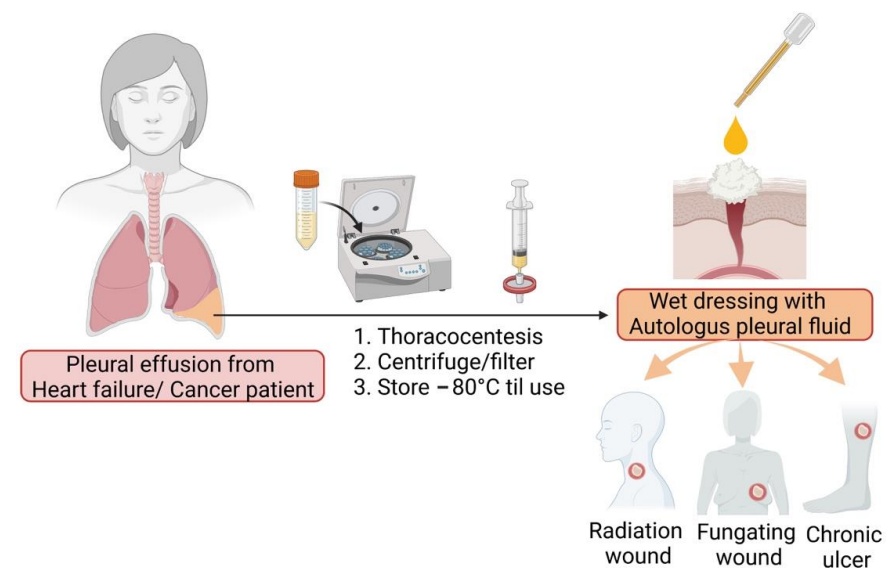 Pleural effusion from
Heart failure/ Cancer patient
1. Thoracocentesis
2. Centrifuge/filter
3. Store −80°C til use
Wet dressing with
Autologus pleural fluid
Radiation
wound
Fungating
wound
Chronic
ulcer